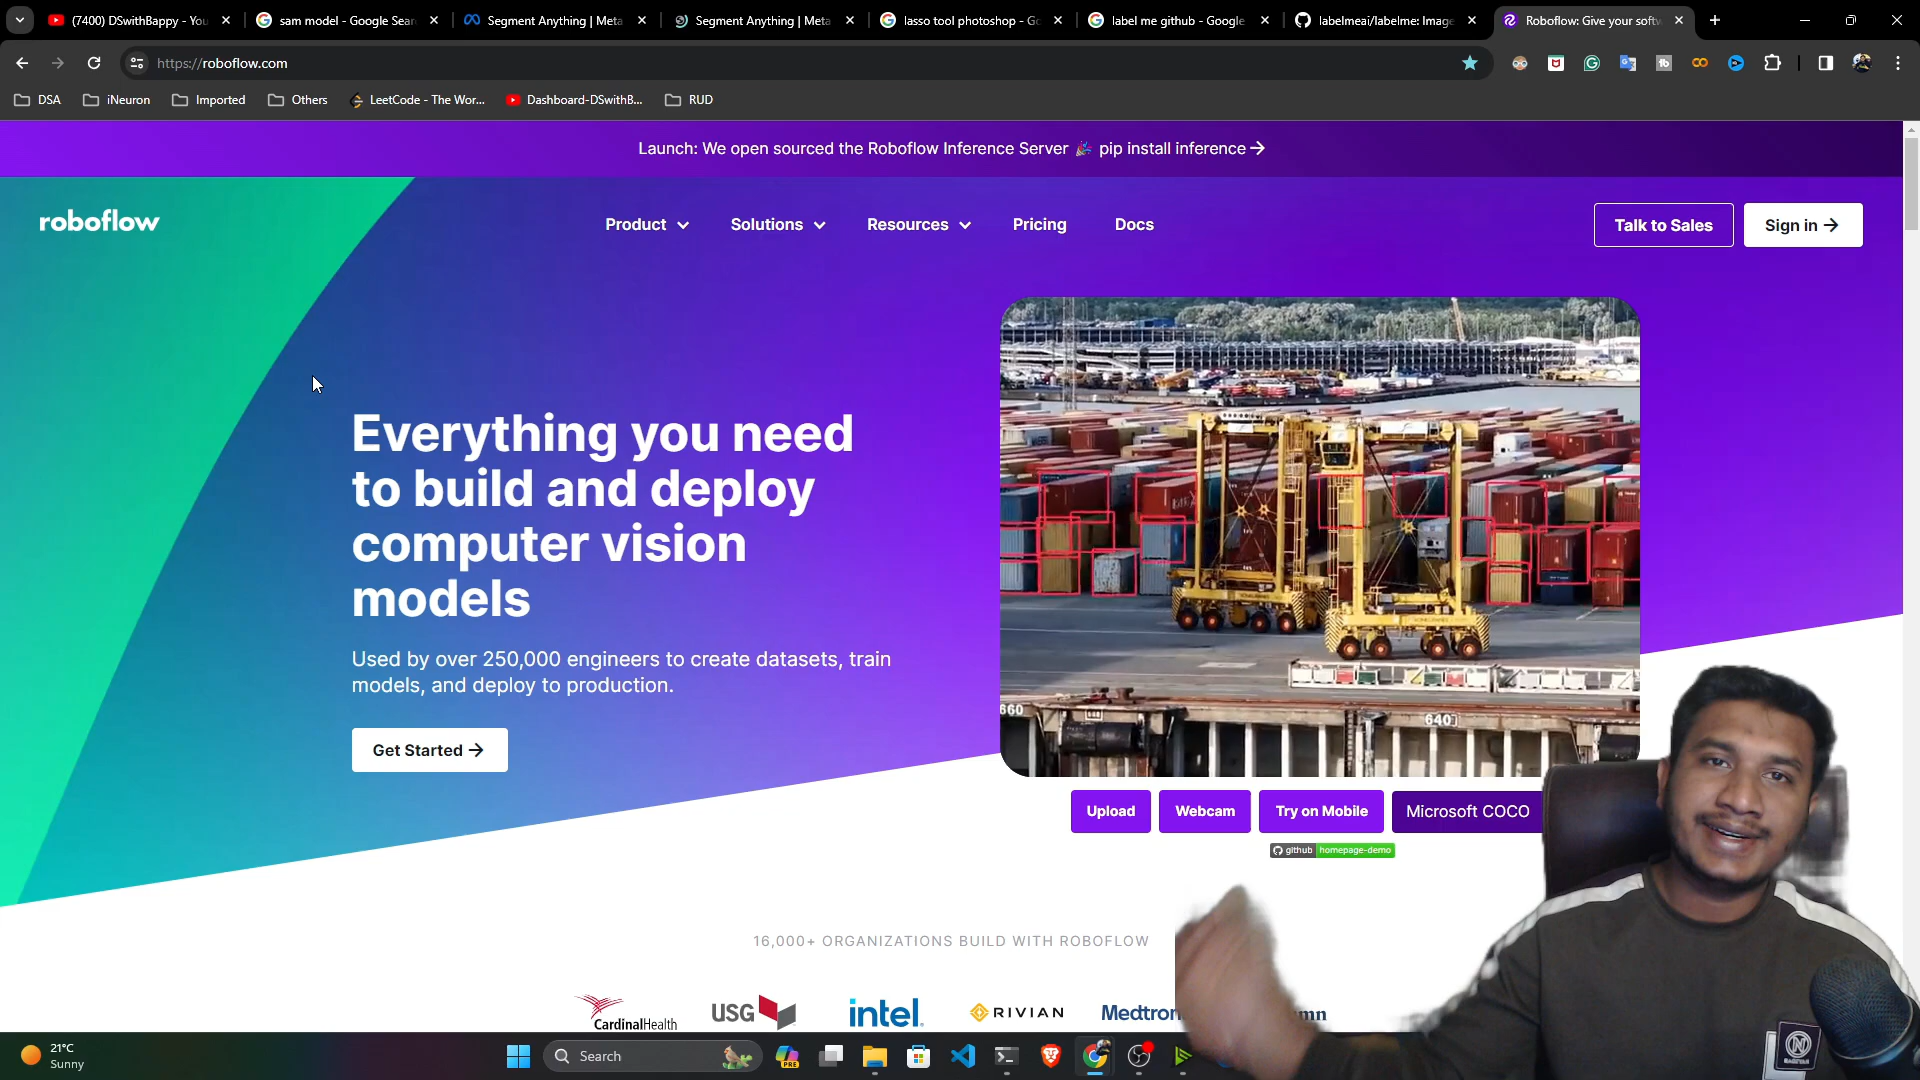 (7400) DSwithBappy - You
sam model - Google Sear
Segment Anything | Meta
Segment Anything | Meta
lasso tool photoshop - Go
label me github - Google
labelmeai/labelme: Image
Roboflow: Give your softw
https://roboflow.com
DSA
iNeuron
Imported
Others
LeetCode - The Wor...
Dashboard-DSwithB...
RUD
Launch: We open sourced the Roboflow Inference Server 🎉 pip install inference →
roboflow
Product
Solutions
Resources
Pricing
Docs
Talk to Sales
Sign in →
Everything you need
to build and deploy
computer vision
models
Used by over 250,000 engineers to create datasets, train
models, and deploy to production.
Get Started →
660
640
Upload
Webcam
Try on Mobile
Microsoft COCO
github homepage-demo
16,000+ ORGANIZATIONS BUILD WITH ROBOFLOW
CardinalHealth
USG
intel.
RIVIAN
Medtron
mn
21°C
Sunny
Search
PRE